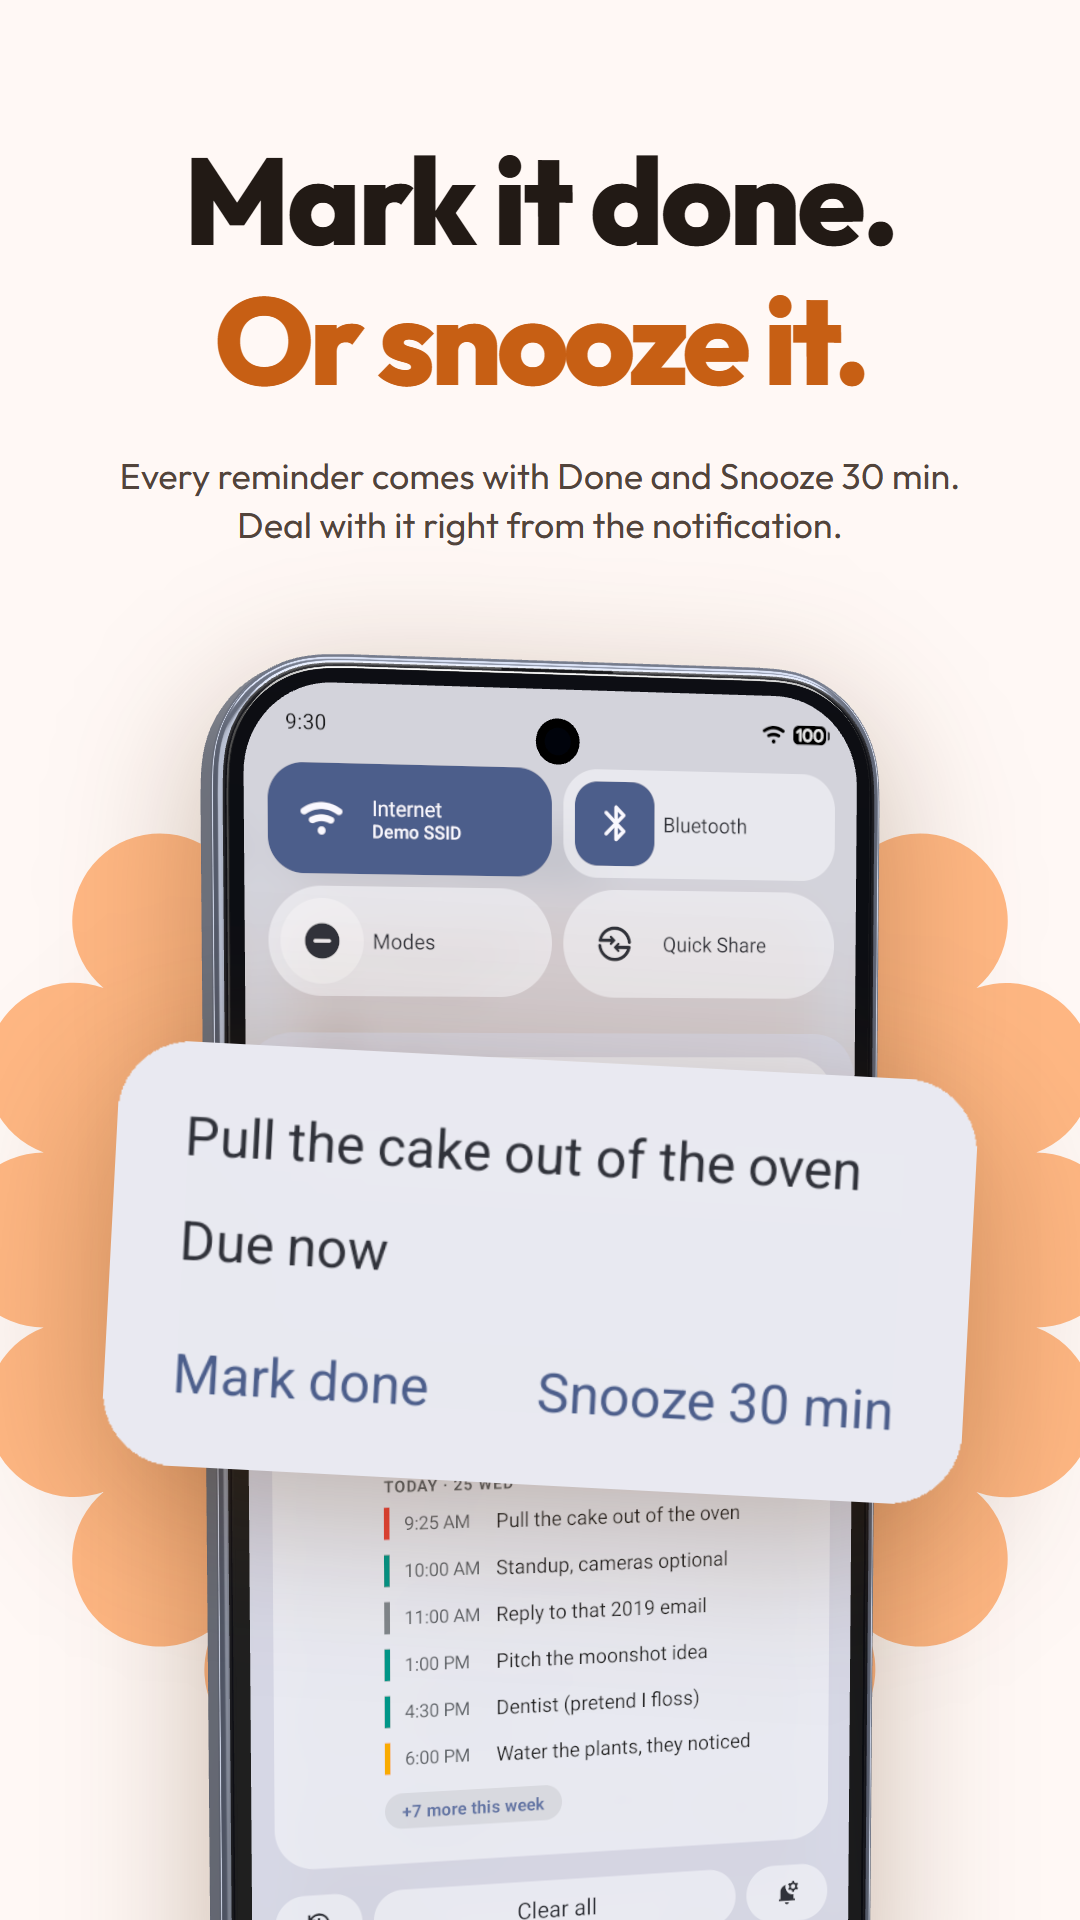 Mark it done.
Or snooze it.
Every reminder comes with Done and Snooze 30 min.
Deal with it right from the notification.
9:30
100
Internet
Demo SSID
Bluetooth
Modes
Quick Share
Pull the cake out of the oven
Due now
Mark done Snooze 30 min
TODAY · 25 WED
9:25 AM Pull the cake out of the oven
10:00 AM Standup, cameras optional
11:00 AM Reply to that 2019 email
1:00 PM Pitch the moonshot idea
4:30 PM Dentist (pretend I floss)
6:00 PM Water the plants, they noticed
+7 more this week
Clear all